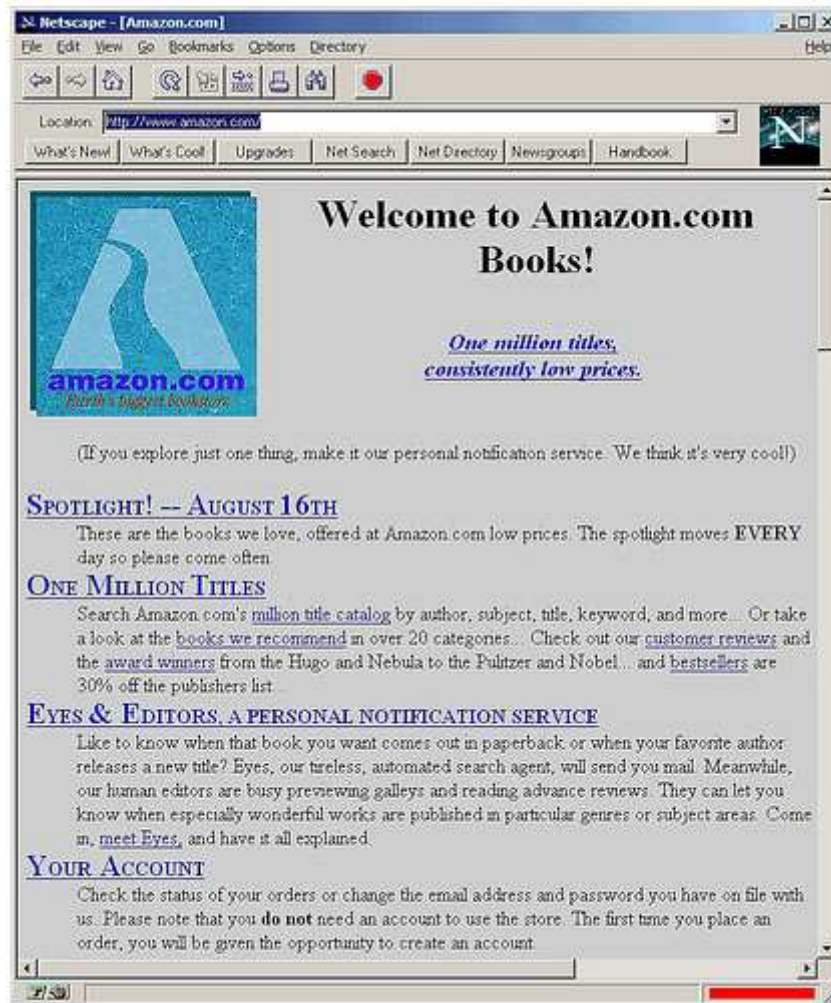 Netscape - [Amazon.com]
File Edit View Go Bookmarks Options Directory Help
Location: http://www.amazon.com/
What's New! What's Cool! Upgrades Net Search Net Directory Newsgroups Handbook
N
Welcome to Amazon.com
Books!
One million titles,
consistently low prices.
amazon.com
Earth's biggest bookstore
(If you explore just one thing, make it our personal notification service. We think it's very cool!)
SPOTLIGHT! -- AUGUST 16TH
These are the books we love, offered at Amazon.com low prices. The spotlight moves EVERY
day so please come often.
ONE MILLION TITLES
Search Amazon.com's million title catalog by author, subject, title, keyword, and more... Or take
a look at the books we recommend in over 20 categories... Check out our customer reviews and
the award winners from the Hugo and Nebula to the Pulitzer and Nobel... and bestsellers are
30% off the publishers list...
EYES & EDITORS, A PERSONAL NOTIFICATION SERVICE
Like to know when that book you want comes out in paperback or when your favorite author
releases a new title? Eyes, our tireless, automated search agent, will send you mail. Meanwhile,
our human editors are busy previewing galleys and reading advance reviews. They can let you
know when especially wonderful works are published in particular genres or subject areas. Come
in, meet Eyes, and have it all explained.
YOUR ACCOUNT
Check the status of your orders or change the email address and password you have on file with
us. Please note that you do not need an account to use the store. The first time you place an
order, you will be given the opportunity to create an account.